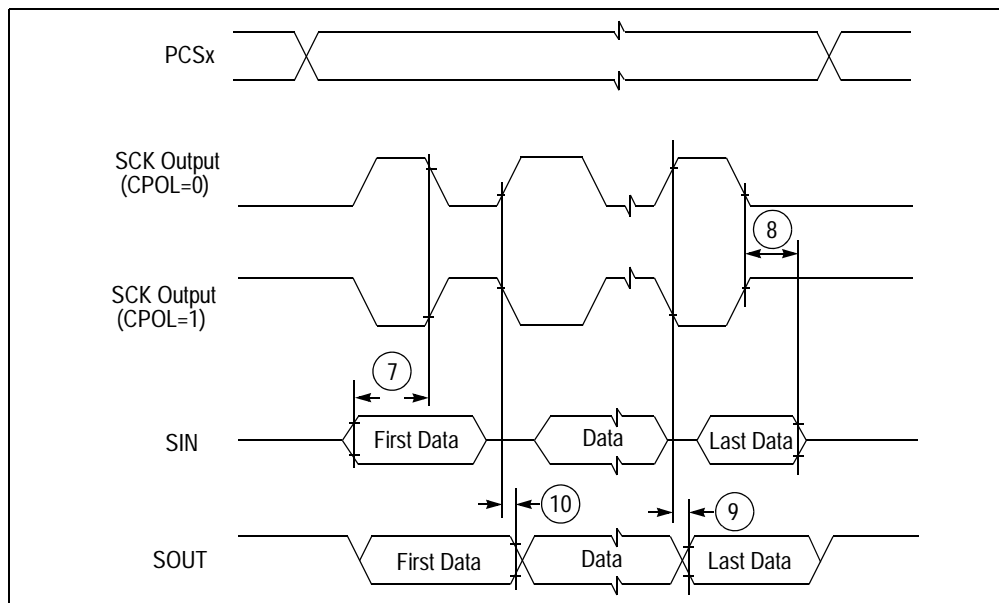 PCSx
SCK Output
(CPOL=0)
8
SCK Output
(CPOL=1)
7
SIN
First Data
Data
Last Data
10
9
SOUT
First Data
Data
Last Data